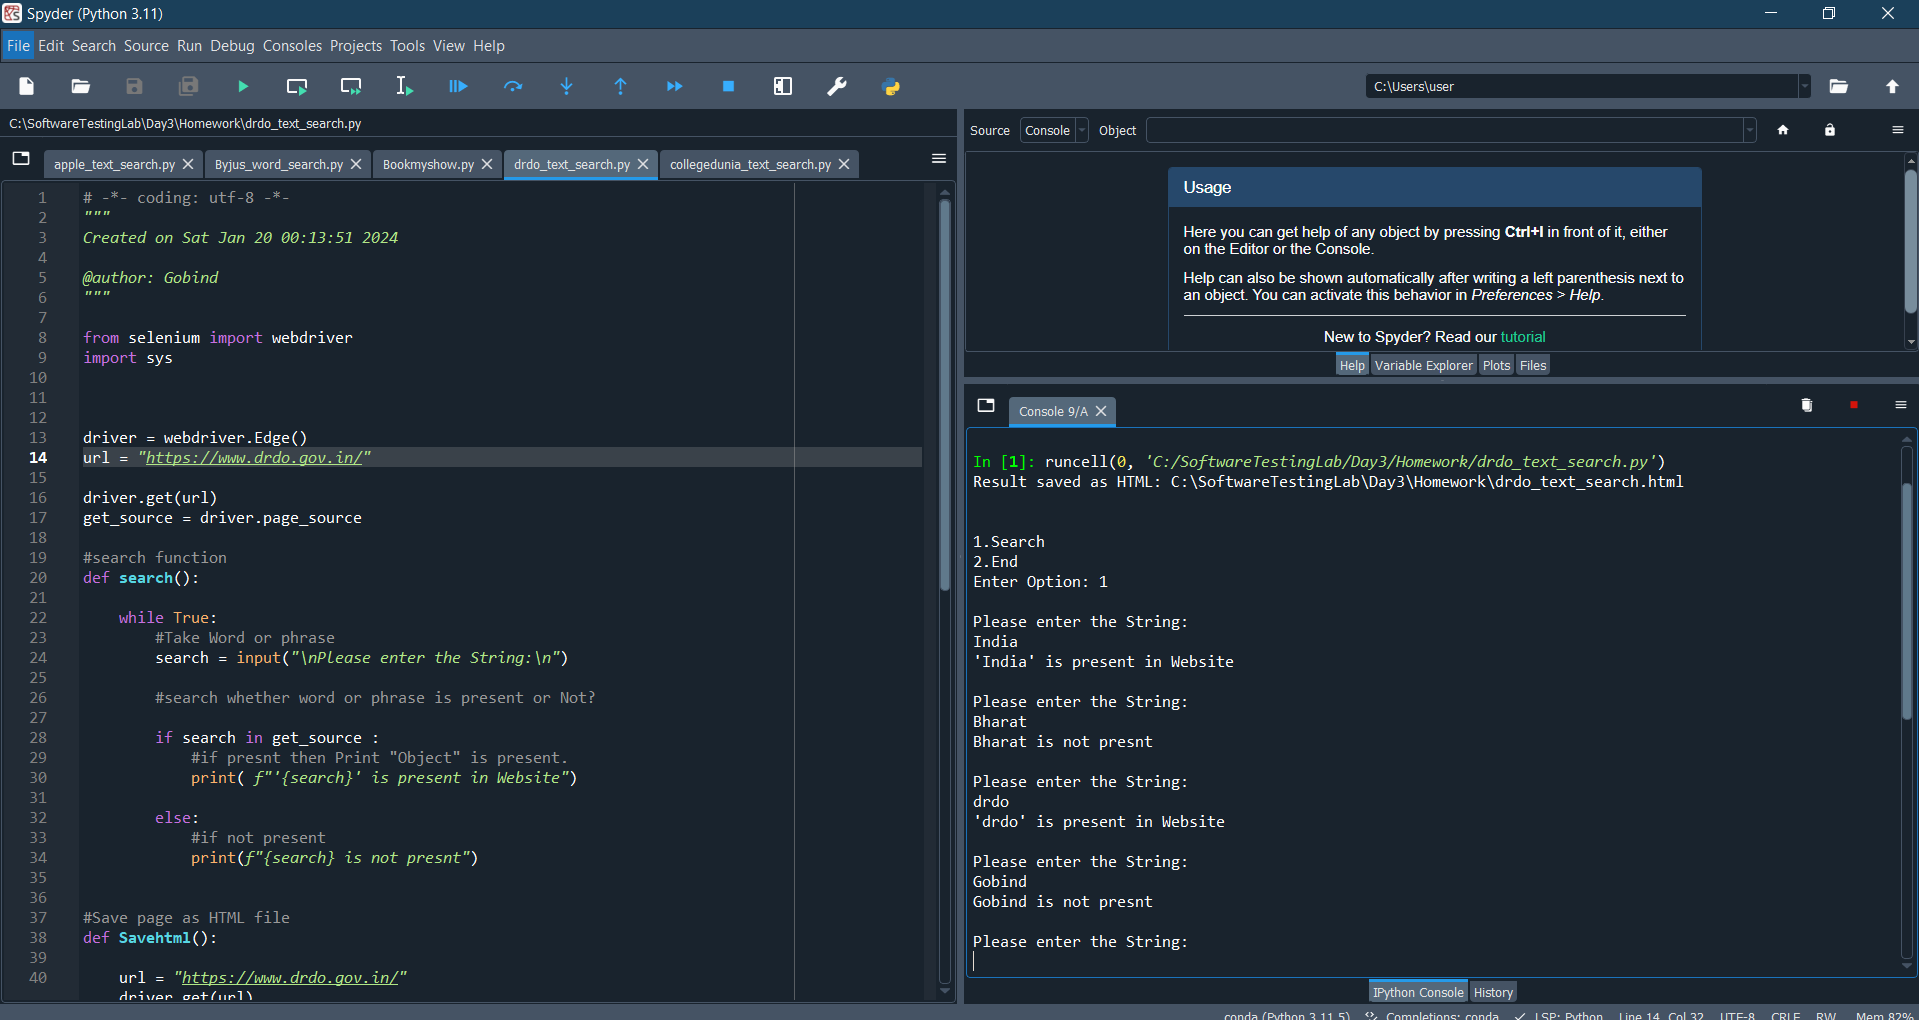 Spyder (Python 3.11)
File Edit Search Source Run Debug Consoles Projects Tools View Help
C:\Users\user
C:\SoftwareTestingLab\Day3\Homework\drdo_text_search.py
apple_text_search.py Byjus_word_search.py Bookmyshow.py drdo_text_search.py collegedunia_text_search.py
1 # -*- coding: utf-8 -*-
2 """
3 Created on Sat Jan 20 00:13:51 2024
4
5 @author: Gobind
6 """
7
8 from selenium import webdriver
9 import sys
10
11
12
13 driver = webdriver.Edge()
14 url = "https://www.drdo.gov.in/"
15
16 driver.get(url)
17 get_source = driver.page_source
18
19 #search function
20 def search():
21
22 while True:
23 #Take Word or phrase
24 search = input("\nPlease enter the String:\n")
25
26 #search whether word or phrase is present or Not?
27
28 if search in get_source :
29 #if presnt then Print "Object" is present.
30 print( f"'{search}' is present in Website")
31
32 else:
33 #if not present
34 print(f"{search} is not presnt")
35
36
37 #Save page as HTML file
38 def Savehtml():
39
40 url = "https://www.drdo.gov.in/"
driver.get(url)
Source Console Object
Usage
Here you can get help of any object by pressing Ctrl+I in front of it, either
on the Editor or the Console.
Help can also be shown automatically after writing a left parenthesis next to
an object. You can activate this behavior in Preferences > Help.
New to Spyder? Read our tutorial
Help Variable Explorer Plots Files
Console 9/A
In [1]: runcell(0, 'C:/SoftwareTestingLab/Day3/Homework/drdo_text_search.py')
Result saved as HTML: C:\SoftwareTestingLab\Day3\Homework\drdo_text_search.html
1.Search
2.End
Enter Option: 1
Please enter the String:
India
'India' is present in Website
Please enter the String:
Bharat
Bharat is not presnt
Please enter the String:
drdo
'drdo' is present in Website
Please enter the String:
Gobind
Gobind is not presnt
Please enter the String:
IPython Console History
conda (Python 3.11.5) Completions: conda LSP: Python Line 14, Col 32 UTF-8 CRLF RW Mem 82%